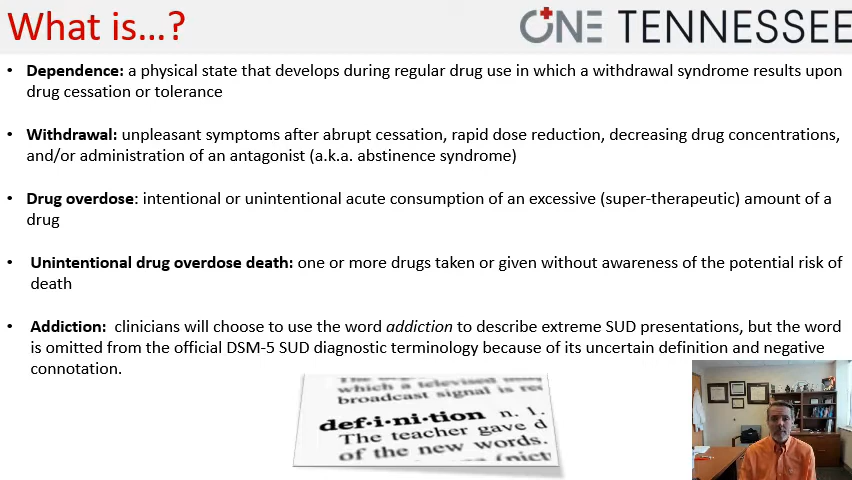 What is…?
ONE TENNESSEE
• Dependence: a physical state that develops during regular drug use in which a withdrawal syndrome results upon
drug cessation or tolerance
• Withdrawal: unpleasant symptoms after abrupt cessation, rapid dose reduction, decreasing drug concentrations,
and/or administration of an antagonist (a.k.a. abstinence syndrome)
• Drug overdose: intentional or unintentional acute consumption of an excessive (super-therapeutic) amount of a
drug
• Unintentional drug overdose death: one or more drugs taken or given without awareness of the potential risk of
death
• Addiction: clinicians will choose to use the word addiction to describe extreme SUD presentations, but the word
is omitted from the official DSM-5 SUD diagnostic terminology because of its uncertain definition and negative
connotation.
which a televised
broadcast signal is
def·i·ni·tion n. 1.
The teacher gave d
of the new words.